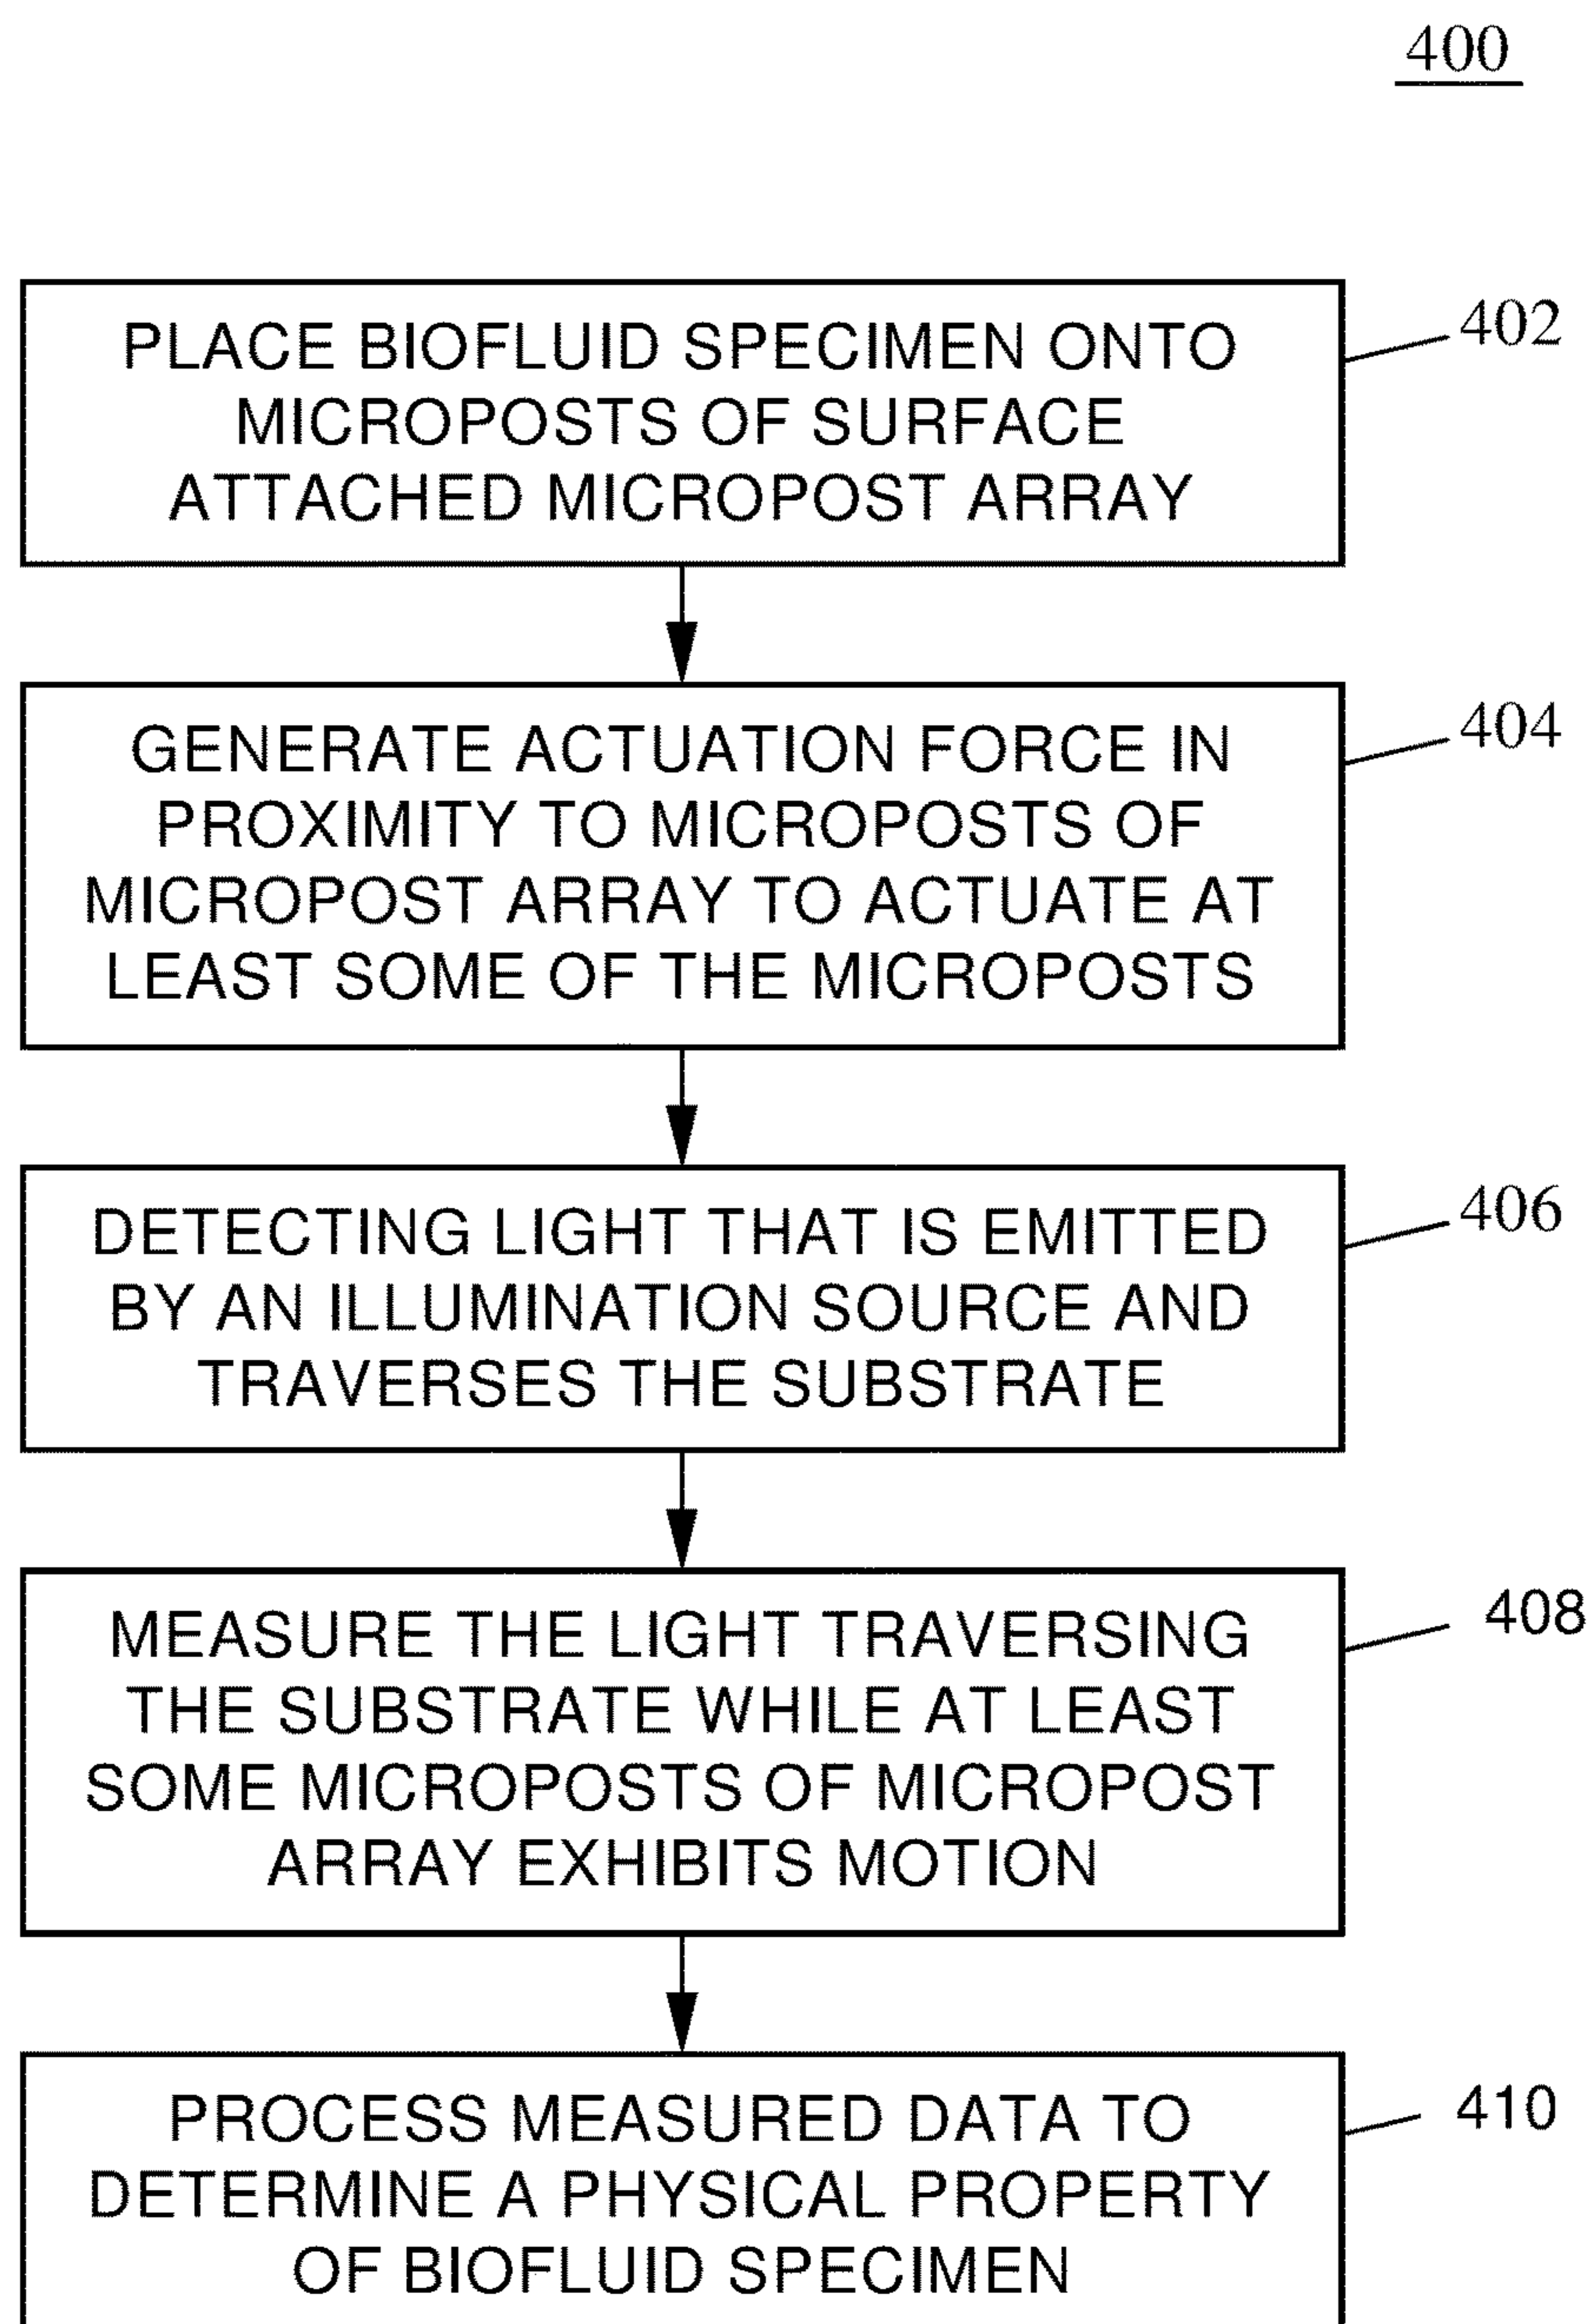 400
PLACE BIOFLUID SPECIMEN ONTO
MICROPOSTS OF SURFACE
ATTACHED MICROPOST ARRAY
402
GENERATE ACTUATION FORCE IN
PROXIMITY TO MICROPOSTS OF
MICROPOST ARRAY TO ACTUATE AT
LEAST SOME OF THE MICROPOSTS
404
DETECTING LIGHT THAT IS EMITTED
BY AN ILLUMINATION SOURCE AND
TRAVERSES THE SUBSTRATE
406
MEASURE THE LIGHT TRAVERSING
THE SUBSTRATE WHILE AT LEAST
SOME MICROPOSTS OF MICROPOST
ARRAY EXHIBITS MOTION
408
PROCESS MEASURED DATA TO
DETERMINE A PHYSICAL PROPERTY
OF BIOFLUID SPECIMEN
410